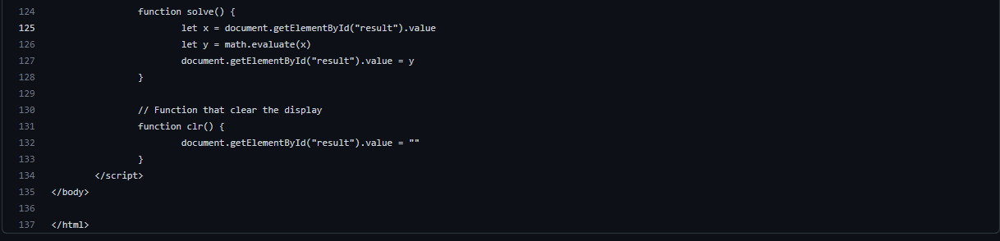 124 function solve() {
125 let x = document.getElementById("result").value
126 let y = math.evaluate(x)
127 document.getElementById("result").value = y
128 }
129
130 // Function that clear the display
131 function clr() {
132 document.getElementById("result").value = ""
133 }
134 </script>
135 </body>
136
137 </html>